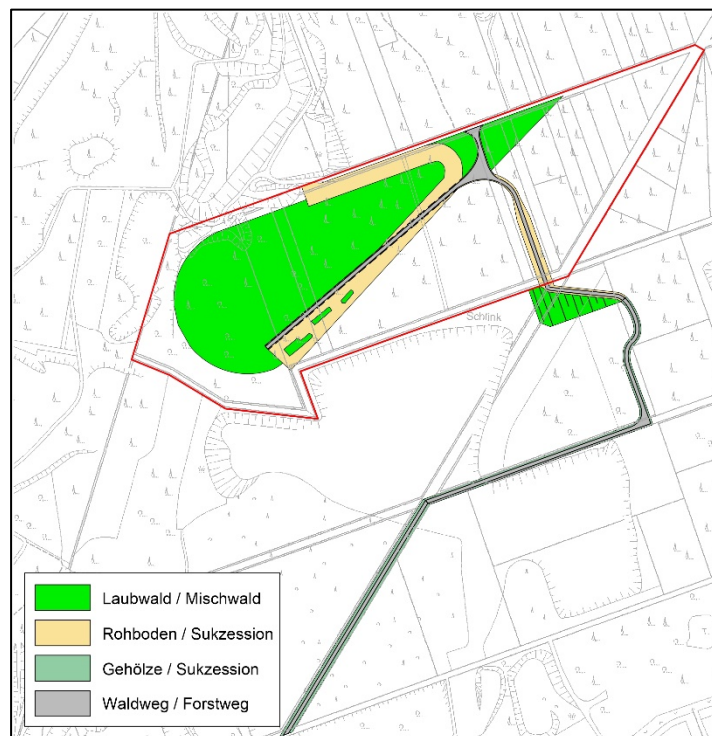 Schlink
Laubwald / Mischwald
Rohboden / Sukzession
Gehölze / Sukzession
Waldweg / Forstweg